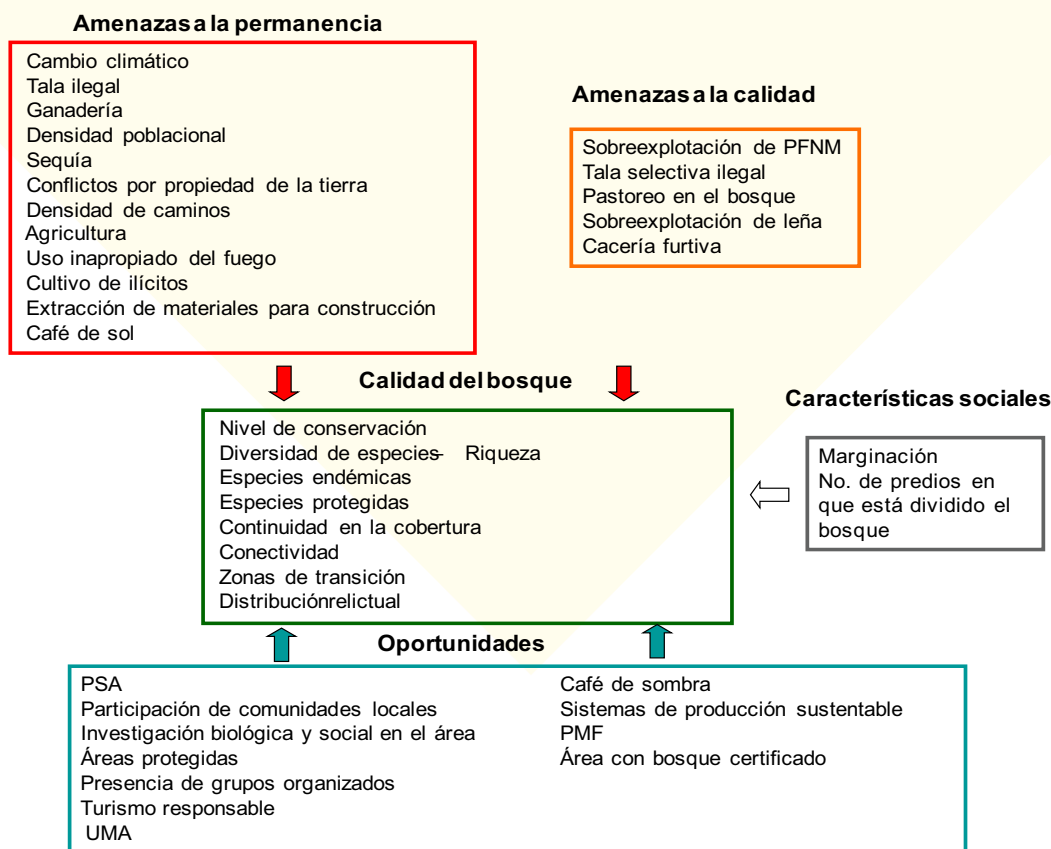 Amenazas a la permanencia
Cambio climático
Tala ilegal
Ganadería
Densidad poblacional
Sequía
Conflictos por propiedad de la tierra
Densidad de caminos
Agricultura
Uso inapropiado del fuego
Cultivo de ilícitos
Extracción de materiales para construcción
Café de sol
Amenazas a la calidad
Sobreexplotación de PFNM
Tala selectiva ilegal
Pastoreo en el bosque
Sobreexplotación de leña
Cacería furtiva
Calidad del bosque
Nivel de conservación
Diversidad de especies- Riqueza
Especies endémicas
Especies protegidas
Continuidad en la cobertura
Conectividad
Zonas de transición
Distribuciónrelictual
Características sociales
Marginación
No. de predios en
que está dividido el
bosque
Oportunidades
PSA
Participación de comunidades locales
Investigación biológica y social en el área
Áreas protegidas
Presencia de grupos organizados
Turismo responsable
UMA
Café de sombra
Sistemas de producción sustentable
PMF
Área con bosque certificado